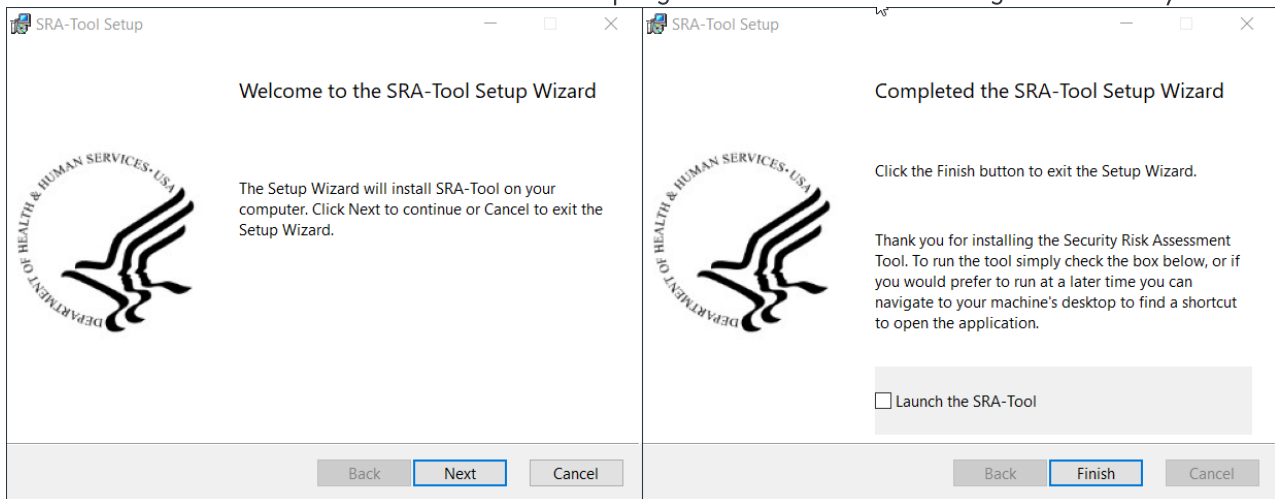 SRA-Tool Setup
Welcome to the SRA-Tool Setup Wizard
DEPARTMENT OF HEALTH & HUMAN SERVICES · USA
The Setup Wizard will install SRA-Tool on your
computer. Click Next to continue or Cancel to exit the
Setup Wizard.
Back
Next
Cancel
SRA-Tool Setup
Completed the SRA-Tool Setup Wizard
DEPARTMENT OF HEALTH & HUMAN SERVICES · USA
Click the Finish button to exit the Setup Wizard.
Thank you for installing the Security Risk Assessment
Tool. To run the tool simply check the box below, or if
you would prefer to run at a later time you can
navigate to your machine's desktop to find a shortcut
to open the application.
Launch the SRA-Tool
Back
Finish
Cancel